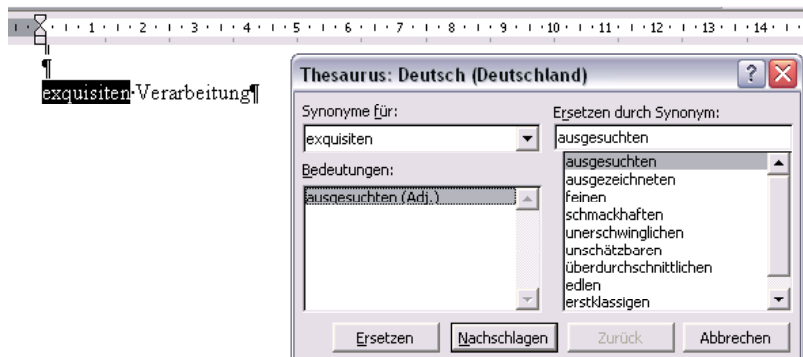 1 2 3 4 5 6 7 8 9 10 11 12 13 14
¶
exquisiten·Verarbeitung¶
Thesaurus: Deutsch (Deutschland)
Synonyme für:
exquisiten
Bedeutungen:
ausgesuchten (Adj.)
Ersetzen durch Synonym:
ausgesuchten
ausgesuchten
ausgezeichneten
feinen
schmackhaften
unerschwinglichen
unschätzbaren
überdurchschnittlichen
edlen
erstklassigen
Ersetzen Nachschlagen Zurück Abbrechen